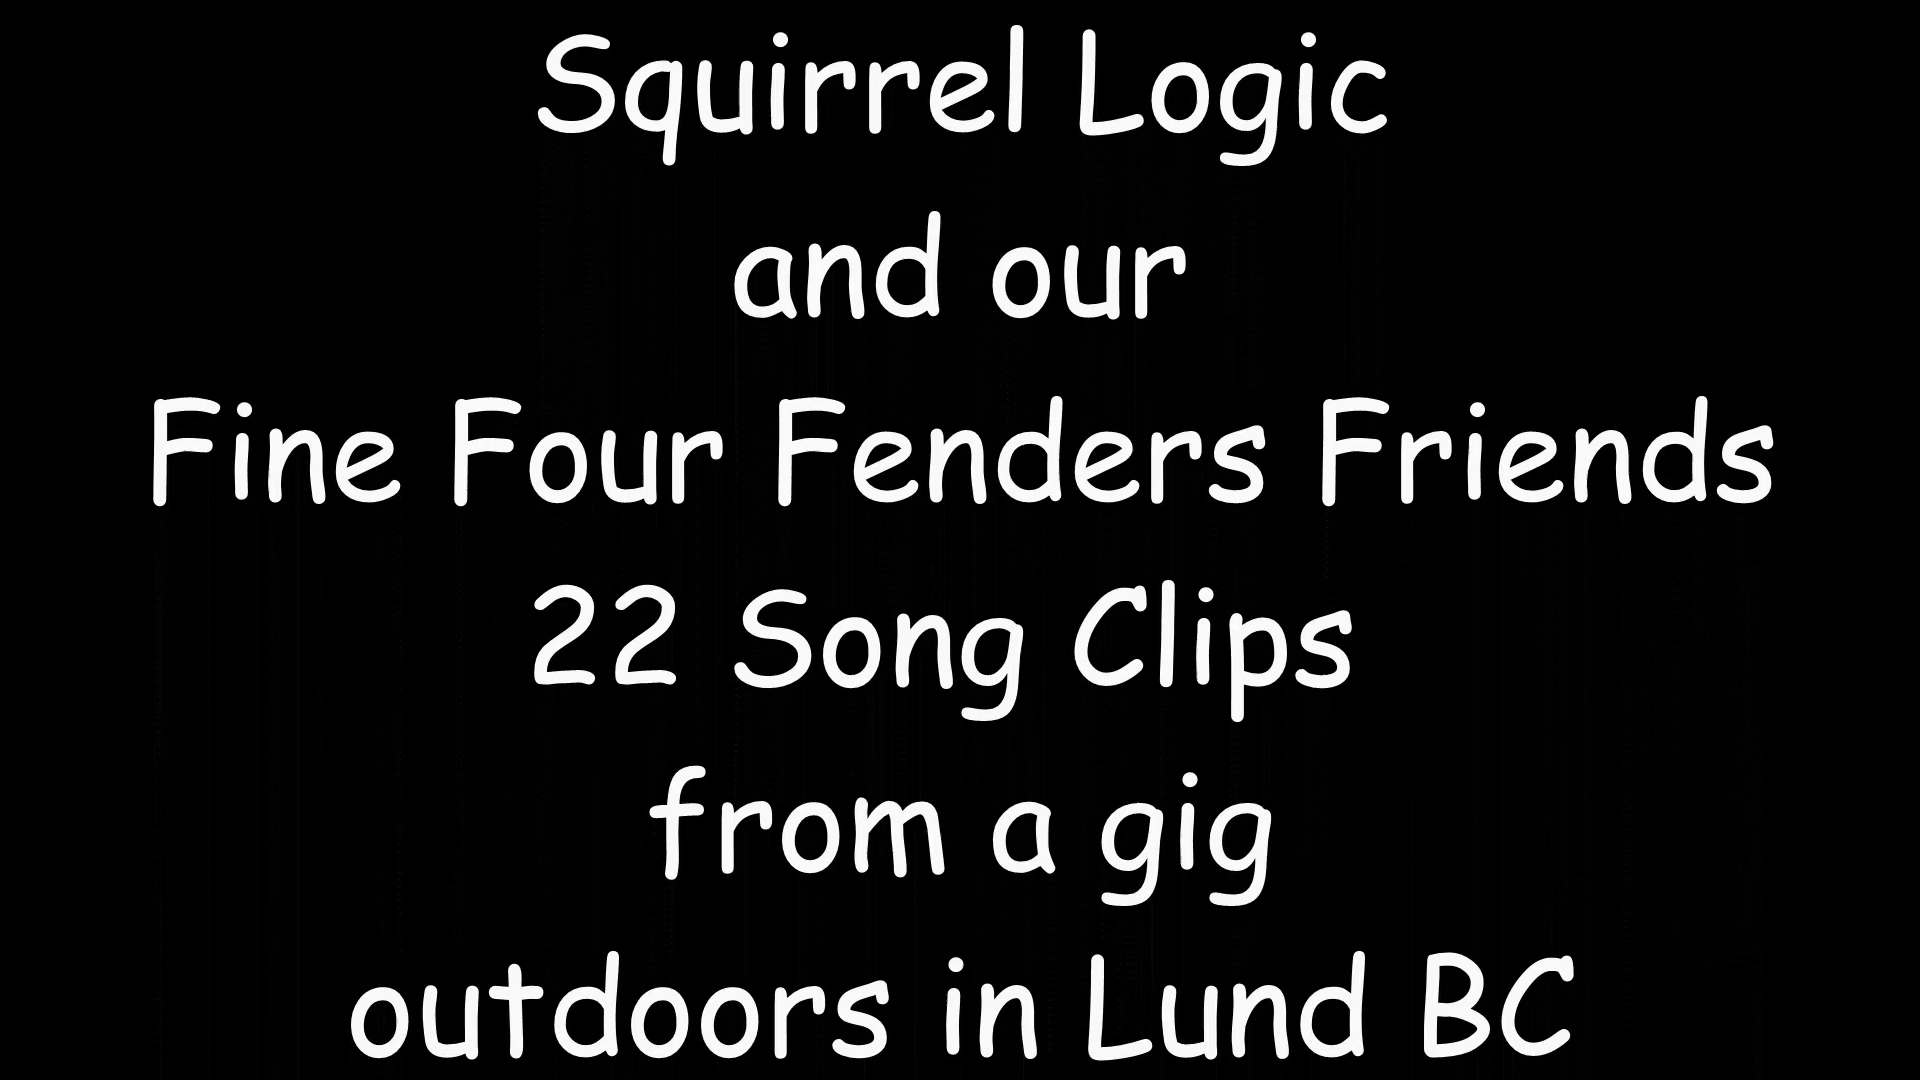 Squirrel Logic
and our
Fine Four Fenders Friends
22 Song Clips
from a gig
outdoors in Lund BC